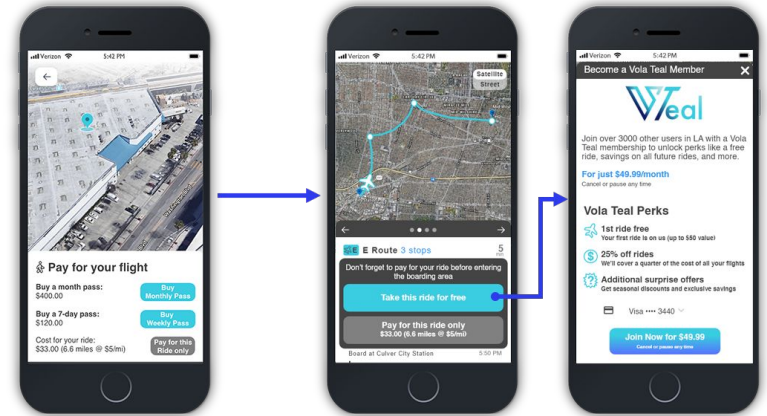 Verizon 5:42 PM
Washington Blvd
Pay for your flight
Buy a month pass:
$400.00
Buy
Monthly Pass
Buy a 7-day pass:
$120.00
Buy
Weekly Pass
Cost for your ride:
$33.00 (6.6 miles @ $5/mi)
Pay for this
Ride only
Verizon 5:42 PM
Satellite
Street
E E Route 3 stops
5
min
Don't forget to pay for your ride before entering
the boarding area
Take this ride for free
Pay for this ride only
$33.00 (6.6 miles @ $5/mi)
Board at Culver City Station 5:50 PM
Verizon 5:42 PM
Become a Vola Teal Member
VTeal
Join over 3000 other users in LA with a Vola
Teal membership to unlock perks like a free
ride, savings on all future rides, and more.
For just $49.99/month
Cancel or pause any time
Vola Teal Perks
1st ride free
Your first ride is on us (up to $50 value)
25% off rides
We'll cover a quarter of the cost of all your flights
Additional surprise offers
Get seasonal discounts and exclusive savings
Visa •••• 3440
Join Now for $49.99
Cancel or pause any time